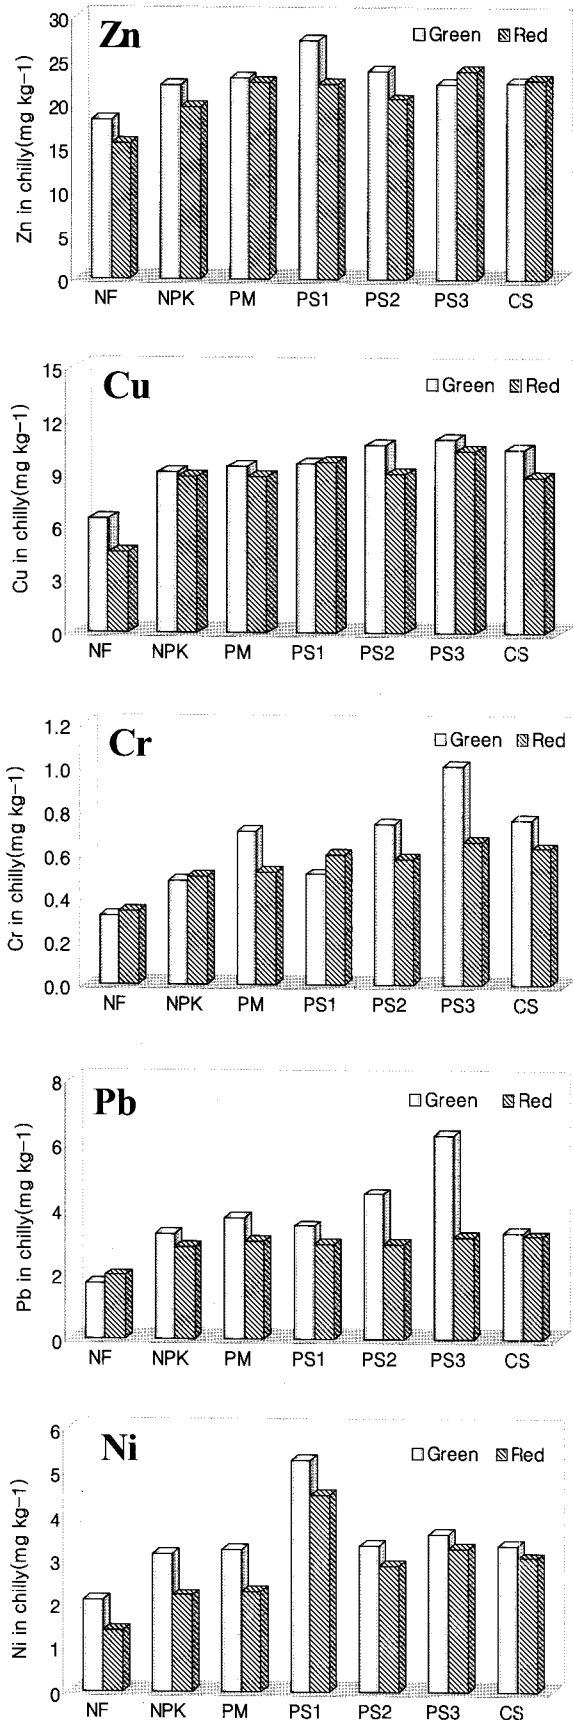 Zn
Green Red
Zn in chilly(mg kg−1)
30
25
20
15
10
5
0
NF NPK PM PS1 PS2 PS3 CS
Cu
Green Red
Cu in chilly(mg kg−1)
15
12
9
6
3
0
NF NPK PM PS1 PS2 PS3 CS
Cr
Green Red
Cr in chilly(mg kg−1)
1.2
1.0
0.8
0.6
0.4
0.2
0.0
NF NPK PM PS1 PS2 PS3 CS
Pb
Green Red
Pb in chilly(mg kg−1)
8
6
4
2
0
NF NPK PM PS1 PS2 PS3 CS
Ni
Green Red
Ni in chilly(mg kg−1)
6
5
4
3
2
1
0
NF NPK PM PS1 PS2 PS3 CS